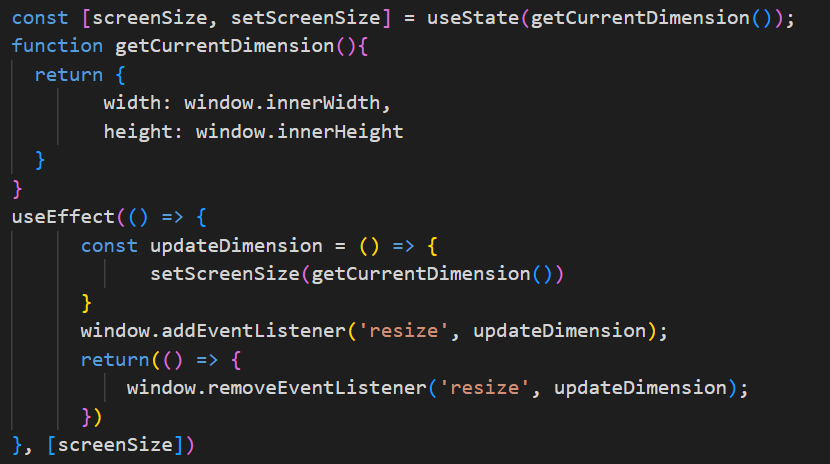 const [screenSize, setScreenSize] = useState(getCurrentDimension());
function getCurrentDimension(){
  return {
        width: window.innerWidth,
        height: window.innerHeight
  }
}
useEffect(() => {
      const updateDimension = () => {
            setScreenSize(getCurrentDimension())
      }
      window.addEventListener('resize', updateDimension);
      return(() => {
          window.removeEventListener('resize', updateDimension);
      })
}, [screenSize])